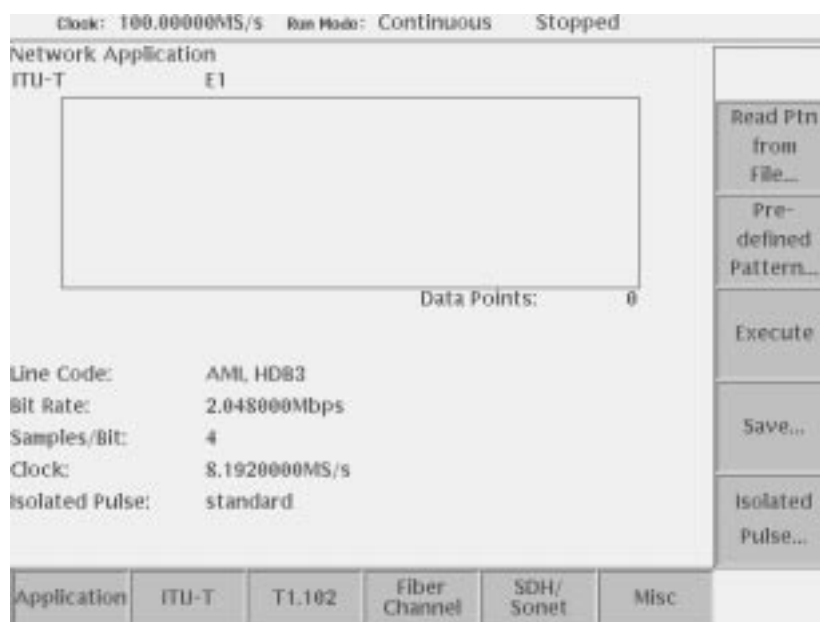 Clock: 100.00000MS/s Run Mode: Continuous Stopped
Network Application
ITU-T E1
Data Points: 0
Line Code: AMI, HDB3
Bit Rate: 2.048000Mbps
Samples/Bit: 4
Clock: 8.1920000MS/s
Isolated Pulse: standard
Read Ptn
from
File...
Pre-
defined
Pattern...
Execute
Save...
Isolated
Pulse...
Application ITU-T T1.102 Fiber Channel SDH/ Sonet Misc